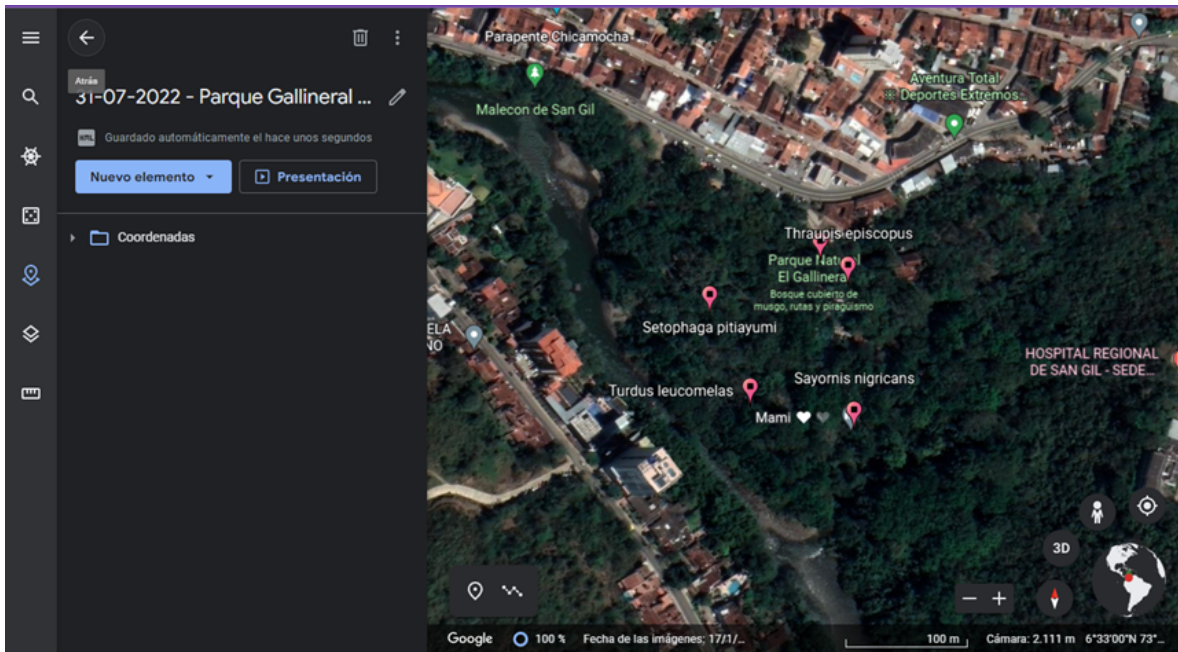 Atrás
31-07-2022 - Parque Gallineral ...
KML
Guardado automáticamente el hace unos segundos
Nuevo elemento
Presentación
Coordenadas
Parapente Chicamocha
Malecon de San Gil
Aventura Total
Deportes Extremos
Thraupis episcopus
Parque Natural
El Gallineral
Bosque cubierto de
musgo, rutas y piragüismo
Setophaga pitiayumi
ELA
NO
HOSPITAL REGIONAL
DE SAN GIL - SEDE...
Turdus leucomelas
Sayornis nigricans
Mami
3D
Google
100 %
Fecha de las imágenes: 17/1/...
100 m
Cámara: 2.111 m
6°33'00"N 73°...